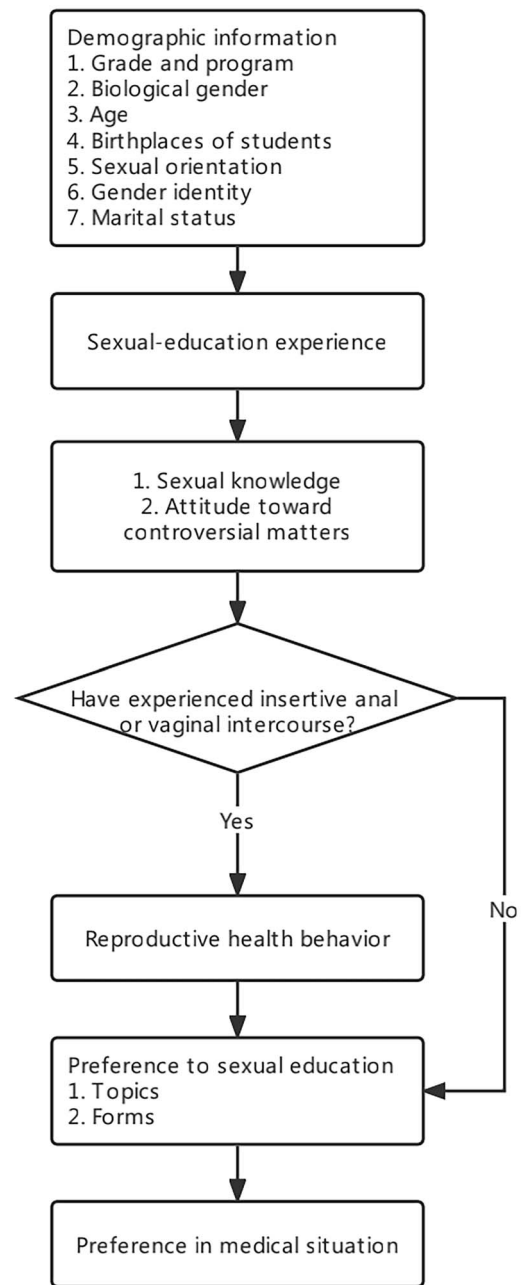 Demographic information
1. Grade and program
2. Biological gender
3. Age
4. Birthplaces of students
5. Sexual orientation
6. Gender identity
7. Marital status
Sexual-education experience
1. Sexual knowledge
2. Attitude toward
controversial matters
Have experienced insertive anal
or vaginal intercourse?
Yes
No
Reproductive health behavior
Preference to sexual education
1. Topics
2. Forms
Preference in medical situation